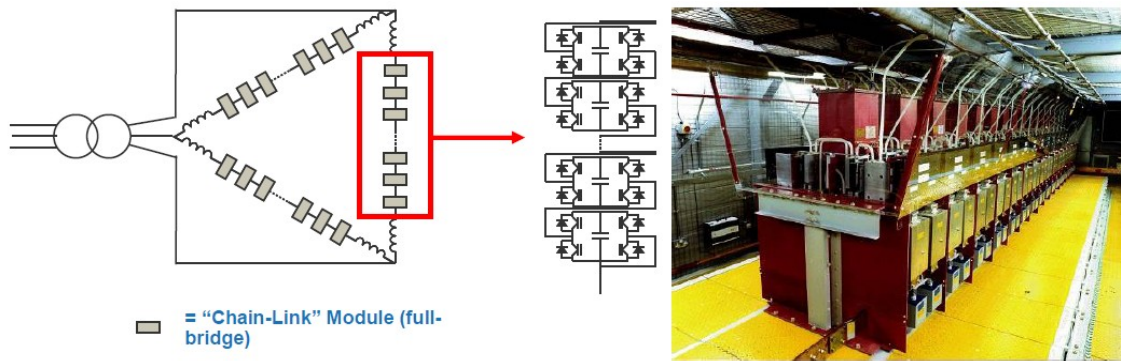 = “Chain-Link” Module (full-
bridge)